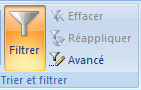 Filtrer
Effacer
Réappliquer
Avancé
Trier et filtrer